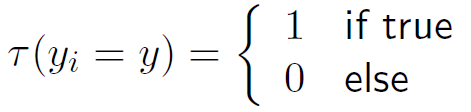 τ(y_i = y) = { 1 if true
0 else